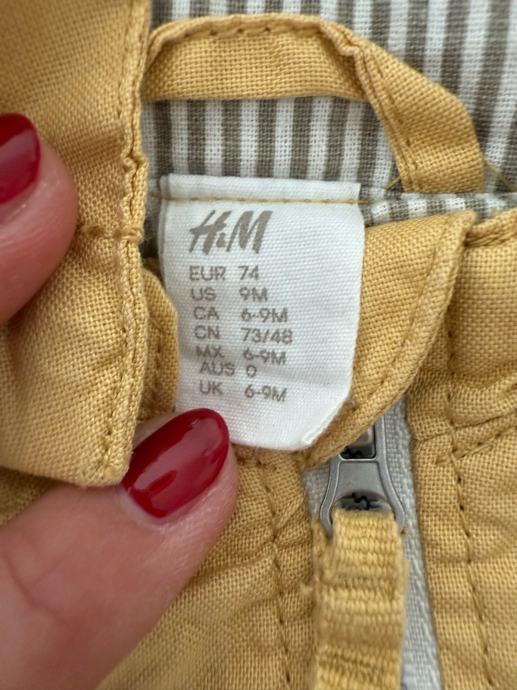 H&M
EUR 74
US 9M
CA 6-9M
CN 73/48
MX 6-9M
AUS 0
UK 6-9M